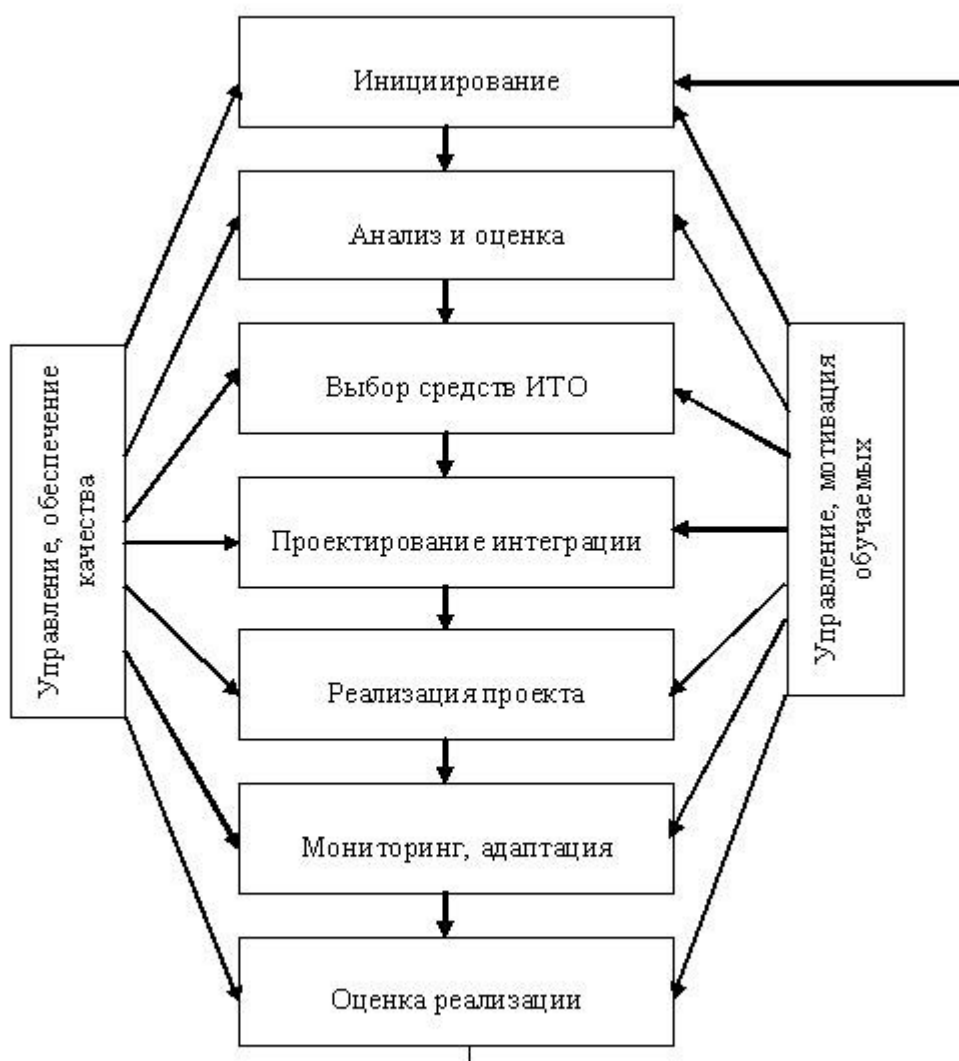 Инициирование
Анализ и оценка
Выбор средств ИТО
Проектирование интеграции
Реализация проекта
Мониторинг, адаптация
Оценка реализации
Управление, обеспечение
качества
Управление, мотивация
обучаемых